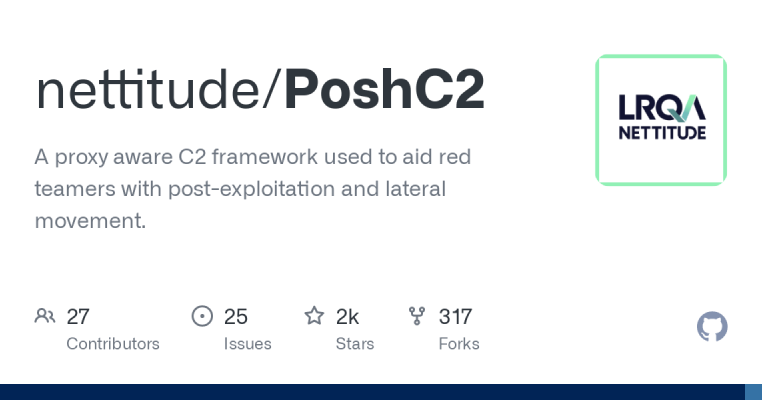 nettitude/PoshC2
LRQA
NETTITUDE
A proxy aware C2 framework used to aid red
teamers with post-exploitation and lateral
movement.
27
Contributors
25
Issues
2k
Stars
317
Forks